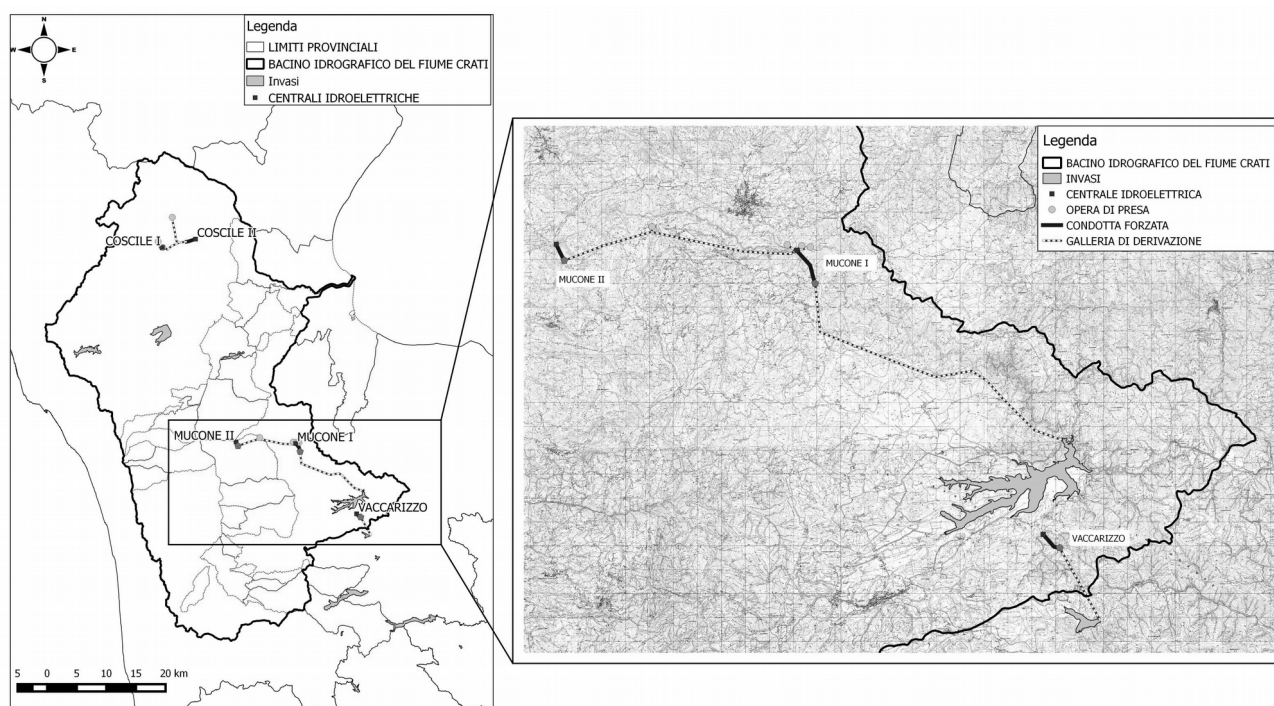 N
W E
S
Legenda
LIMITI PROVINCIALI
BACINO IDROGRAFICO DEL FIUME CRATI
Invasi
CENTRALI IDROELETTRICHE
COSCILE I
COSCILE II
MUCONE II
MUCONE I
VACCARIZZO
5 0 5 10 15 20 km
Legenda
BACINO IDROGRAFICO DEL FIUME CRATI
INVASI
CENTRALE IDROELETTRICA
OPERA DI PRESA
CONDOTTA FORZATA
GALLERIA DI DERIVAZIONE
MUCONE II
MUCONE I
VACCARIZZO